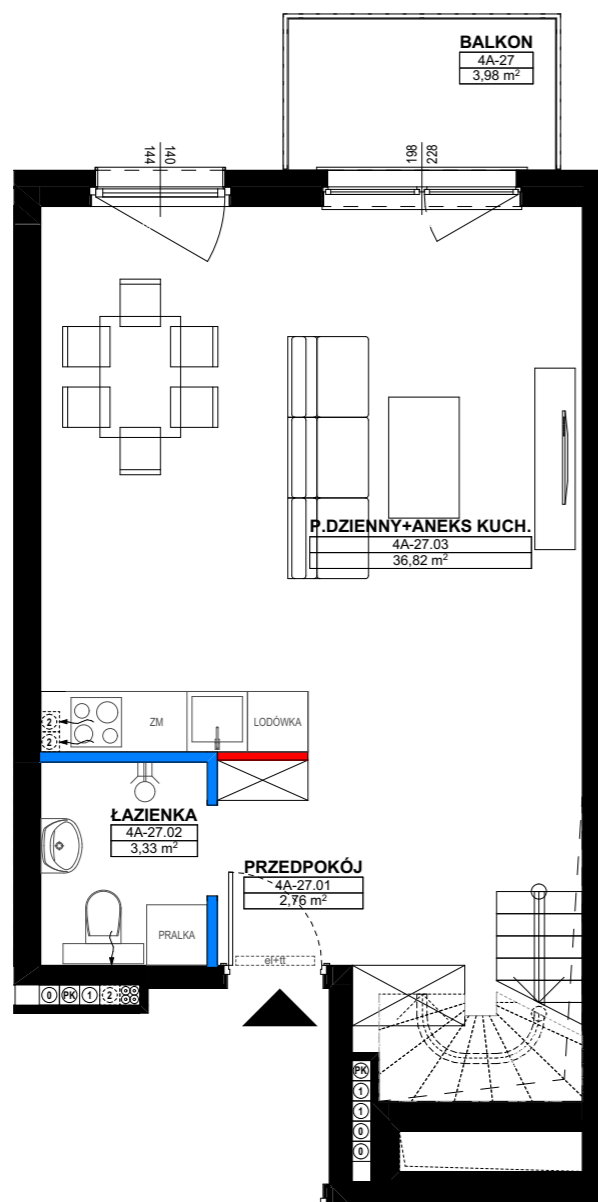 BALKON
4A-27
3,98 m²
144
140
198
228
P.DZIENNY+ANEKS KUCH.
4A-27.03
36,82 m²
2
2
ZM
LODÓWKA
ŁAZIENKA
4A-27.02
3,33 m²
PRZEDPOKÓJ
4A-27.01
2,76 m²
PRALKA
el+tt
0 PK 1 2
PK
1
1
0
0